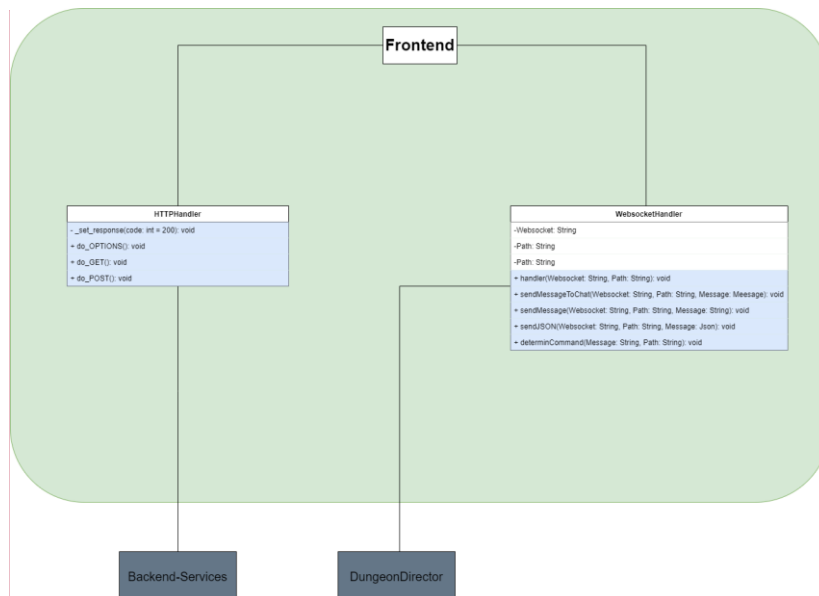 Frontend
HTTPHandler
- _set_response(code: int = 200): void
+ do_OPTIONS(): void
+ do_GET(): void
+ do_POST(): void
WebsocketHandler
-Websocket: String
-Path: String
-Path: String
+ handler(Websocket: String, Path: String): void
+ sendMessageToChat(Websocket: String, Path: String, Message: Meesage): void
+ sendMessage(Websocket: String, Path: String, Message: String): void
+ sendJSON(Websocket: String, Path: String, Message: Json): void
+ determinCommand(Message: String, Path: String): void
Backend-Services
DungeonDirector